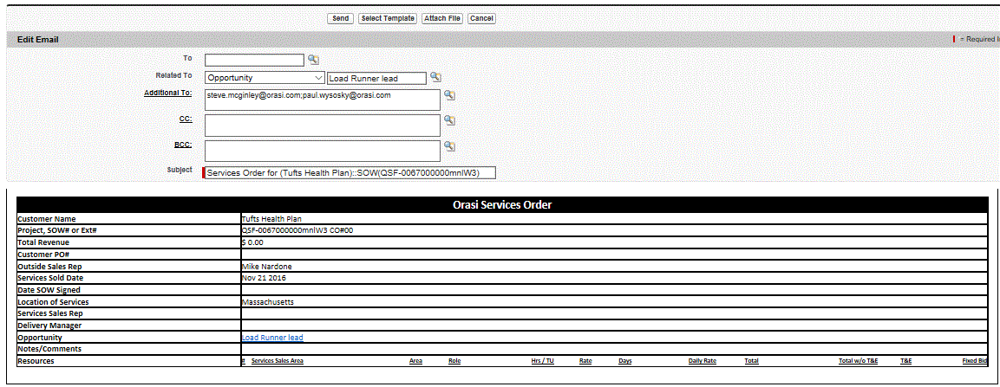 Send Select Template Attach File Cancel
Edit Email = Required I
To
Related To Opportunity Load Runner lead
Additional To: steve.mcginley@orasi.com;paul.wysosky@orasi.com
CC:
BCC:
Subject Services Order for (Tufts Health Plan)::SOW(QSF-0067000000mnlW3)
Orasi Services Order
Customer Name Tufts Health Plan
Project, SOW# or Ext# QSF-0067000000mnlW3 CO#00
Total Revenue $ 0.00
Customer PO#
Outside Sales Rep Mike Nardone
Services Sold Date Nov 21 2016
Date SOW Signed
Location of Services Massachusetts
Services Sales Rep
Delivery Manager
Opportunity Load Runner lead
Notes/Comments
Resources # Services Sales Area Area Role Hrs / TU Rate Days Daily Rate Total Total w/o T&E T&E Fixed Bid